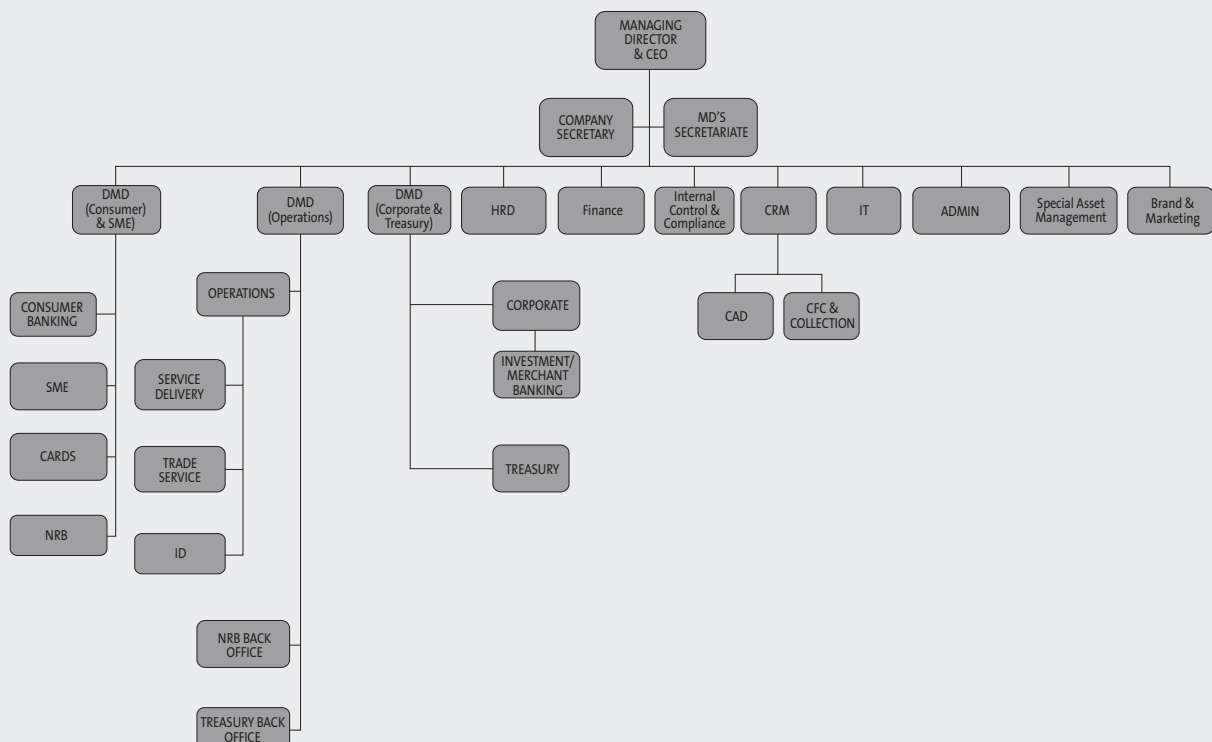 MANAGING
DIRECTOR
& CEO
COMPANY
SECRETARY
MD'S
SECRETARIATE
DMD
(Consumer)
& SME)
DMD
(Operations)
DMD
(Corporate &
Treasury)
HRD
Finance
Internal
Control &
Compliance
CRM
IT
ADMIN
Special Asset
Management
Brand &
Marketing
CONSUMER
BANKING
SME
CARDS
NRB
OPERATIONS
SERVICE
DELIVERY
TRADE
SERVICE
ID
NRB BACK
OFFICE
TREASURY BACK
OFFICE
CORPORATE
INVESTMENT/
MERCHANT
BANKING
TREASURY
CAD
CFC &
COLLECTION